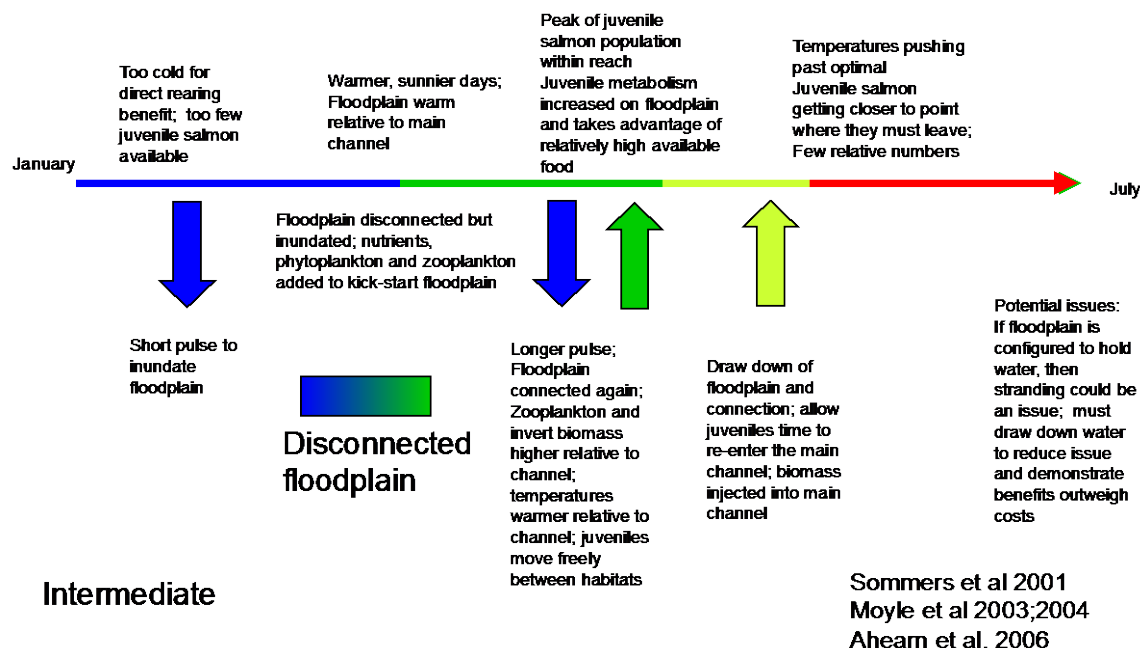 Too cold for
direct rearing
benefit; too few
juvenile salmon
available
Warmer, sunnier days;
Floodplain warm
relative to main
channel
Peak of juvenile
salmon population
within reach
Juvenile metabolism
increased on floodplain
and takes advantage of
relatively high available
food
Temperatures pushing
past optimal
Juvenile salmon
getting closer to point
where they must leave;
Few relative numbers
January
July
Floodplain disconnected but
inundated; nutrients,
phytoplankton and zooplankton
added to kick-start floodplain
Short pulse to
inundate
floodplain
Disconnected
floodplain
Longer pulse;
Floodplain
connected again;
Zooplankton and
invert biomass
higher relative to
channel;
temperatures
warmer relative to
channel; juveniles
move freely
between habitats
Draw down of
floodplain and
connection; allow
juveniles time to
re-enter the main
channel; biomass
injected into main
channel
Potential issues:
If floodplain is
configured to hold
water, then
stranding could be
an issue; must
draw down water
to reduce issue
and demonstrate
benefits outweigh
costs
Intermediate
Sommers et al 2001
Moyle et al 2003;2004
Ahearn et al. 2006